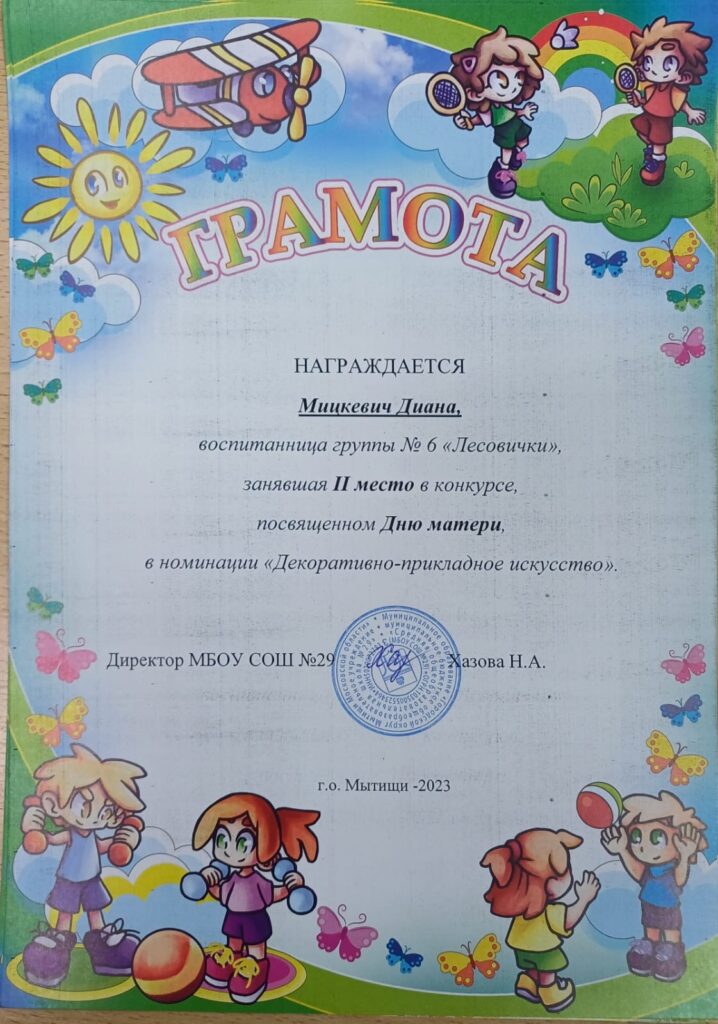 ГРАМОТА
НАГРАЖДАЕТСЯ
Мицкевич Диана,
воспитанница группы № 6 «Лесовички»,
занявшая II место в конкурсе,
посвященном Дню матери,
в номинации «Декоративно-прикладное искусство».
Директор МБОУ СОШ №29 Хазова Н.А.
г.о. Мытищи -2023